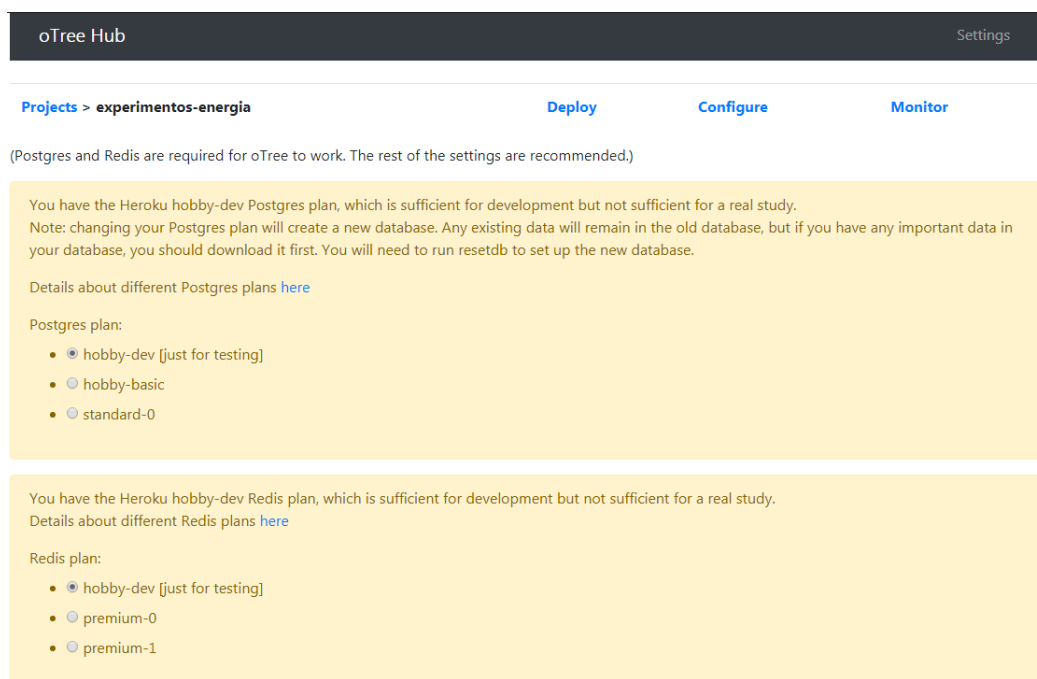 oTree Hub
Settings
Projects > experimentos-energia
Deploy
Configure
Monitor
(Postgres and Redis are required for oTree to work. The rest of the settings are recommended.)
You have the Heroku hobby-dev Postgres plan, which is sufficient for development but not sufficient for a real study.
Note: changing your Postgres plan will create a new database. Any existing data will remain in the old database, but if you have any important data in
your database, you should download it first. You will need to run resetdb to set up the new database.
Details about different Postgres plans here
Postgres plan:
hobby-dev [just for testing]
hobby-basic
standard-0
You have the Heroku hobby-dev Redis plan, which is sufficient for development but not sufficient for a real study.
Details about different Redis plans here
Redis plan:
hobby-dev [just for testing]
premium-0
premium-1